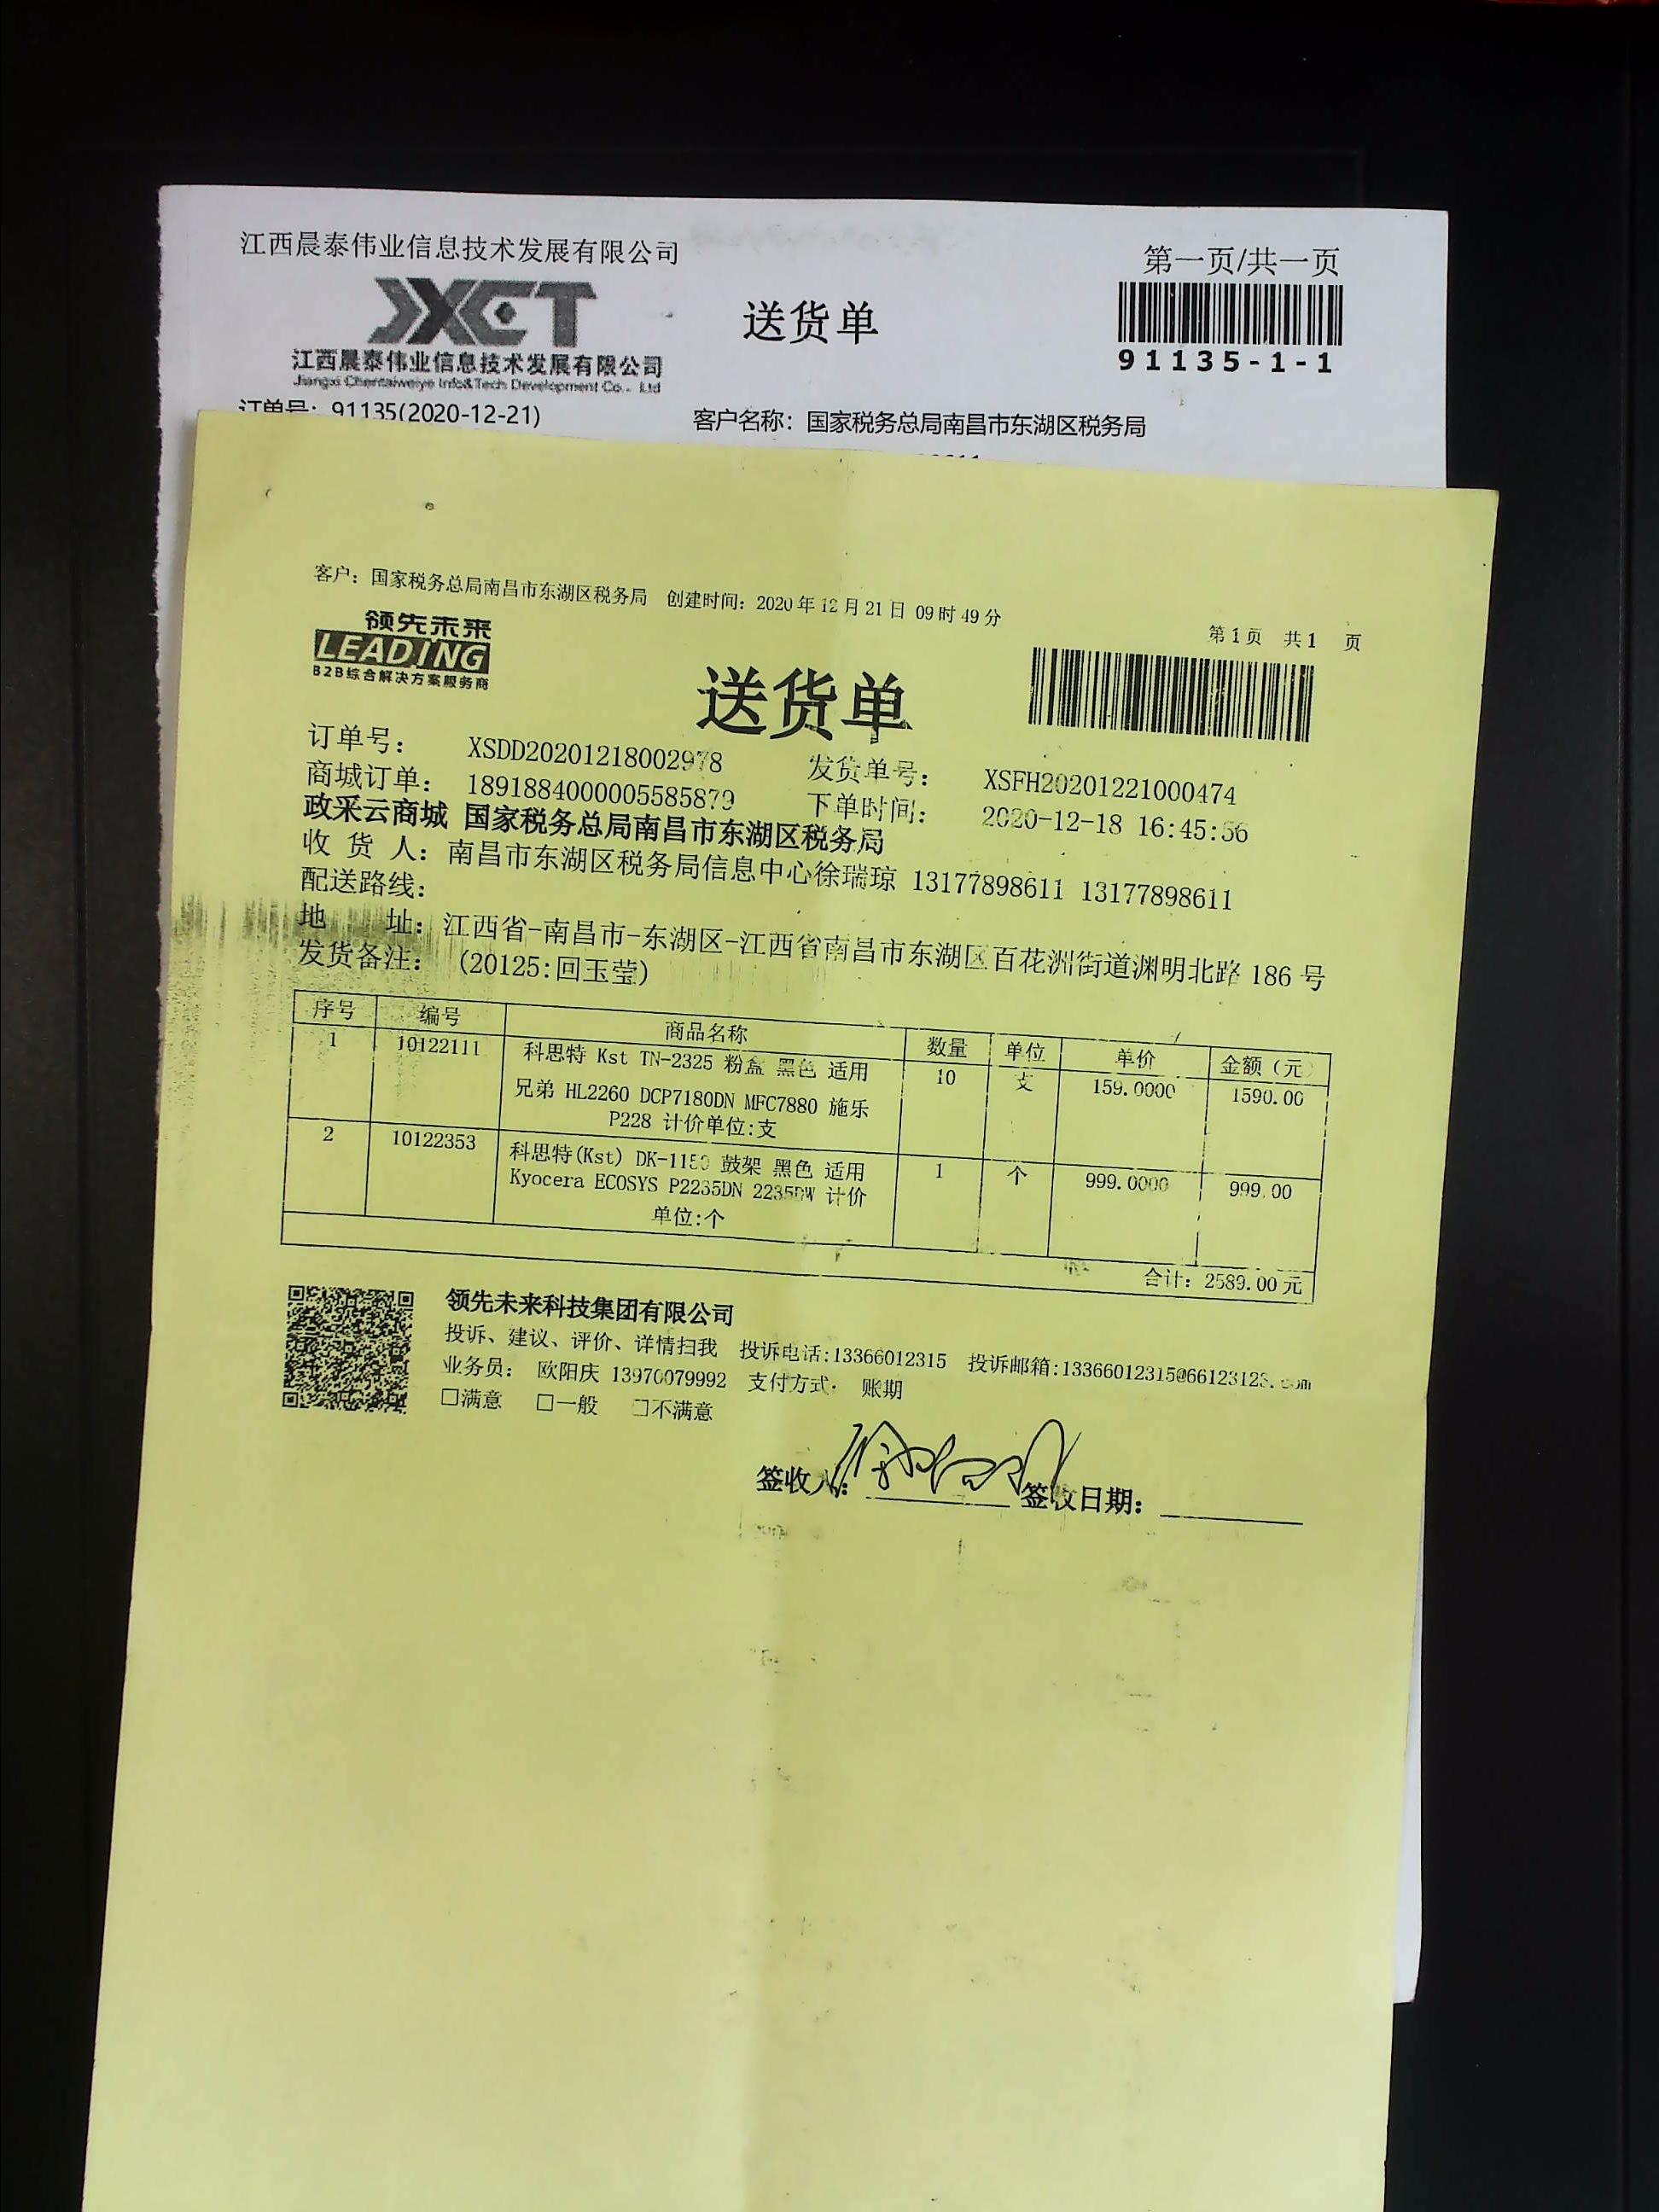 江西晨泰伟业信息技术发展有限公司
第一页/共一页
JXCT
送货单
江西晨泰伟业信息技术发展有限公司
Jiangxi Chentaiweiye Info&Tech Development Co., Ltd
91135-1-1
订单号: 91135(2020-12-21)
客户名称: 国家税务总局南昌市东湖区税务局
客户: 国家税务总局南昌市东湖区税务局 创建时间: 2020年12月21日 09时49分
第1页 共1 页
领先未来
LEADING
B2B综合解决方案服务商
送货单
订单号: XSDD20201218002978
发货单号: XSFH20201221000474
商城订单: 1891884000005585879
下单时间: 2020-12-18 16:45:56
政采云商城 国家税务总局南昌市东湖区税务局
收 货 人: 南昌市东湖区税务局信息中心徐瑞琼 13177898611 13177898611
配送路线:
地 址: 江西省-南昌市-东湖区-江西省南昌市东湖区百花洲街道渊明北路186号
发货备注: (20125:回玉莹)
序号 编号 商品名称 数量 单位 单价 金额(元)
1 10122111 科思特 Kst TN-2325 粉盒 黑色 适用 10 支 159.0000 1590.00
兄弟 HL2260 DCP7180DN MFC7880 施乐
P228 计价单位:支
2 10122353 科思特(Kst) DK-1150 鼓架 黑色 适用 1 个 999.0000 999.00
Kyocera ECOSYS P2235DN 2235DW 计价
单位:个
合计: 2589.00元
领先未来科技集团有限公司
投诉、建议、评价、详情扫我 投诉电话:13366012315 投诉邮箱:13366012315@66123123.com
业务员: 欧阳庆 13970079992 支付方式: 账期
□满意 □一般 □不满意
签收人: 签收日期: